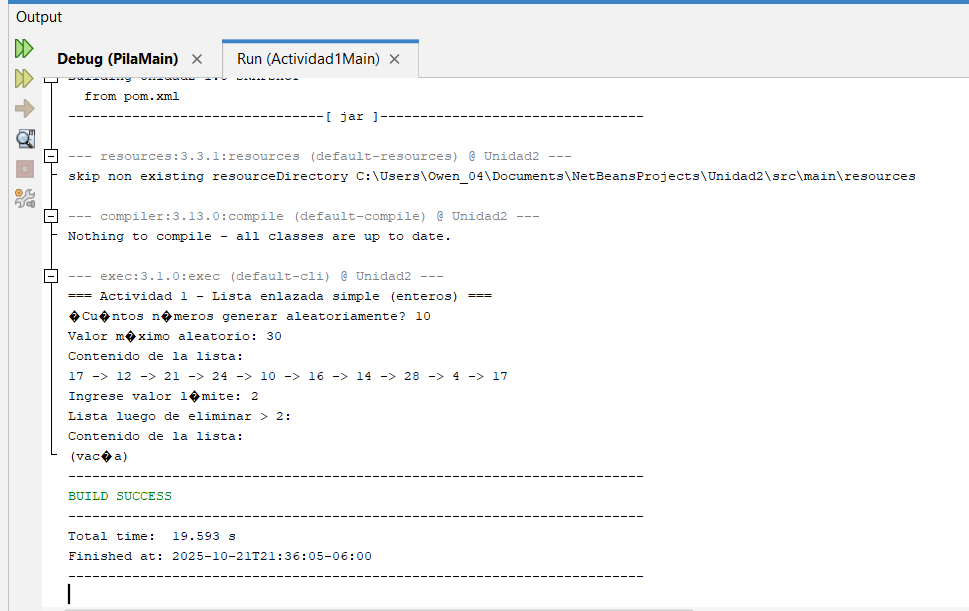 Output
Debug (PilaMain) ×
Run (Actividad1Main) ×
Building Unidad2 1.0-SNAPSHOT
from pom.xml
--------------------------------[ jar ]---------------------------------
--- resources:3.3.1:resources (default-resources) @ Unidad2 ---
skip non existing resourceDirectory C:\Users\Owen_04\Documents\NetBeansProjects\Unidad2\src\main\resources
--- compiler:3.13.0:compile (default-compile) @ Unidad2 ---
Nothing to compile - all classes are up to date.
--- exec:3.1.0:exec (default-cli) @ Unidad2 ---
=== Actividad 1 - Lista enlazada simple (enteros) ===
�Cu�ntos n�meros generar aleatoriamente? 10
Valor m�ximo aleatorio: 30
Contenido de la lista:
17 -> 12 -> 21 -> 24 -> 10 -> 16 -> 14 -> 28 -> 4 -> 17
Ingrese valor l�mite: 2
Lista luego de eliminar > 2:
Contenido de la lista:
(vac�a)
------------------------------------------------------------------------
BUILD SUCCESS
------------------------------------------------------------------------
Total time:  19.593 s
Finished at: 2025-10-21T21:36:05-06:00
------------------------------------------------------------------------